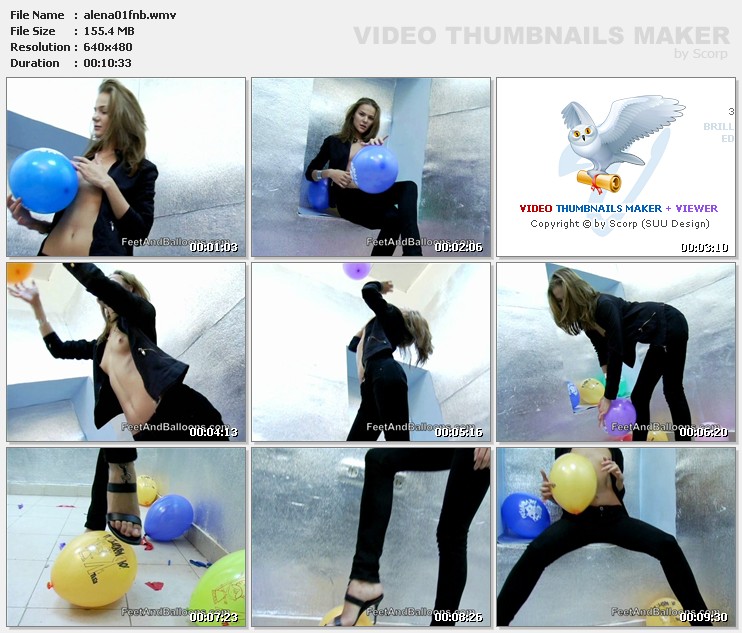 File Name : alena01fnb.wmv
File Size : 155.4 MB
Resolution : 640x480
Duration : 00:10:33
VIDEO THUMBNAILS MAKER
by Scorp
FeetAndBalloons.com
00:01:03
FeetAndBalloons.com
00:02:06
3
BRILL
ED
VIDEO THUMBNAILS MAKER + VIEWER
Copyright © by Scorp (SUU Design)
00:03:10
FeetAndBalloons.com
00:04:13
FeetAndBalloons.com
00:05:16
FeetAndBalloons.com
00:06:20
FeetAndBalloons.com
00:07:23
FeetAndBalloons.com
00:08:26
FeetAndBalloons.com
00:09:30